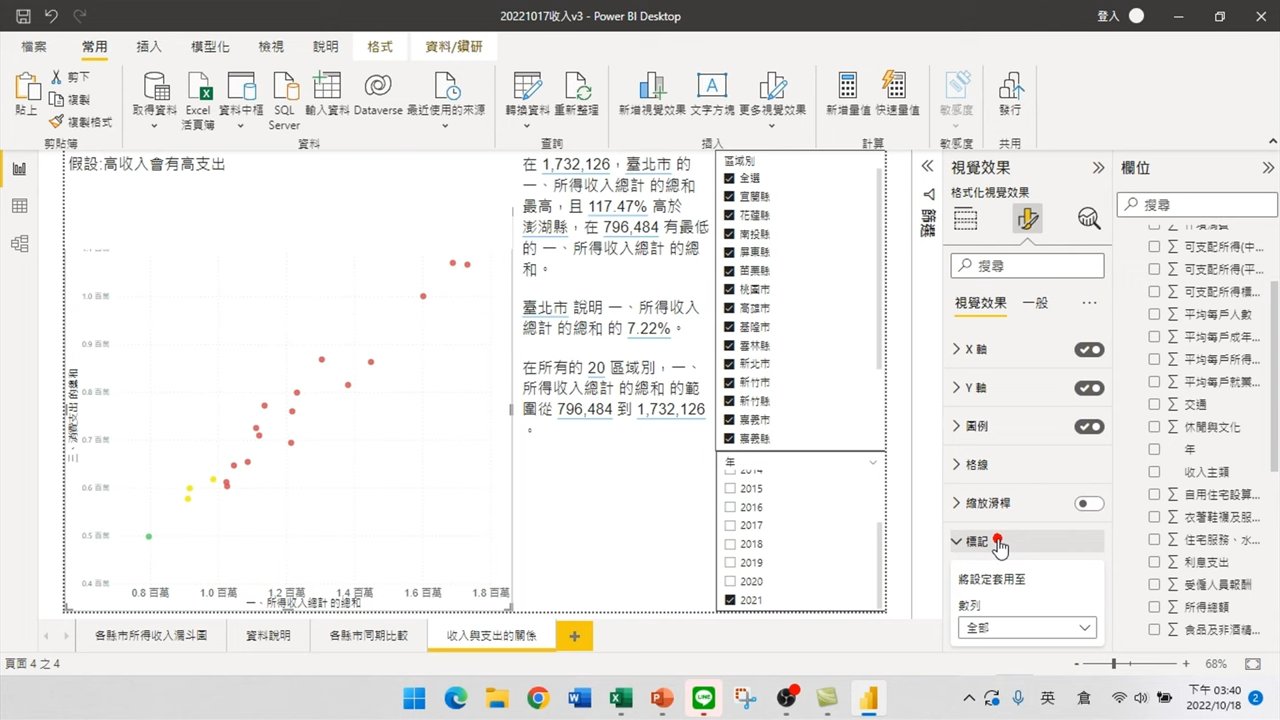 20221017收入v3 - Power BI Desktop
登入
檔案 常用 插入 模型化 檢視 說明 格式 資料/鑽研
貼上
剪下
複製
複製格式
取得資料
Excel 活頁簿
資料中樞
SQL Server
輸入資料
Dataverse
最近使用的來源
轉換資料
重新整理
新增視覺效果
文字方塊
更多視覺效果
新增量值
快速量值
敏感度
發行
剪貼簿 資料 查詢 插入 計算 敏感度 共用
假設:高收入會有高支出
三、消費支出 的總和
1.0 百萬
0.9 百萬
0.8 百萬
0.7 百萬
0.6 百萬
0.5 百萬
0.4 百萬
0.8 百萬 1.0 百萬 1.2 百萬 1.4 百萬 1.6 百萬 1.8 百萬
一、所得收入總計 的總和
在 1,732,126，臺北市 的
一、所得收入總計 的總和
最高，且 117.47% 高於
澎湖縣，在 796,484 有最低
的 一、所得收入總計 的總
和。
臺北市 說明 一、所得收入
總計 的總和 的 7.22%。
在所有的 20 區域別，一、
所得收入總計 的總和 的範
圍從 796,484 到 1,732,126
。
區域別
全選
宜蘭縣
花蓮縣
南投縣
屏東縣
苗栗縣
桃園市
高雄市
基隆市
雲林縣
新北市
新竹市
新竹縣
嘉義市
嘉義縣
年
2014
2015
2016
2017
2018
2019
2020
2021
篩選
視覺效果
格式化視覺效果
搜尋
視覺效果 一般 ...
X 軸
Y 軸
圖例
格線
縮放滑桿
標記
將設定套用至
數列
全部
欄位
搜尋
可支配所得(中...
可支配所得(平...
可支配所得標...
平均每戶人數
平均每戶成年...
平均每戶所得...
平均每戶就業...
交通
休閒與文化
年
收入主類
自用住宅設算...
衣著鞋襪及服...
住宅服務、水...
利息支出
受僱人員報酬
所得總額
食品及非酒精...
各縣市所得收入漏斗圖 資料說明 各縣市同期比較 收入與支出的關係
頁面 4 之 4
68%
英
倉
下午 03:40
2022/10/18
2